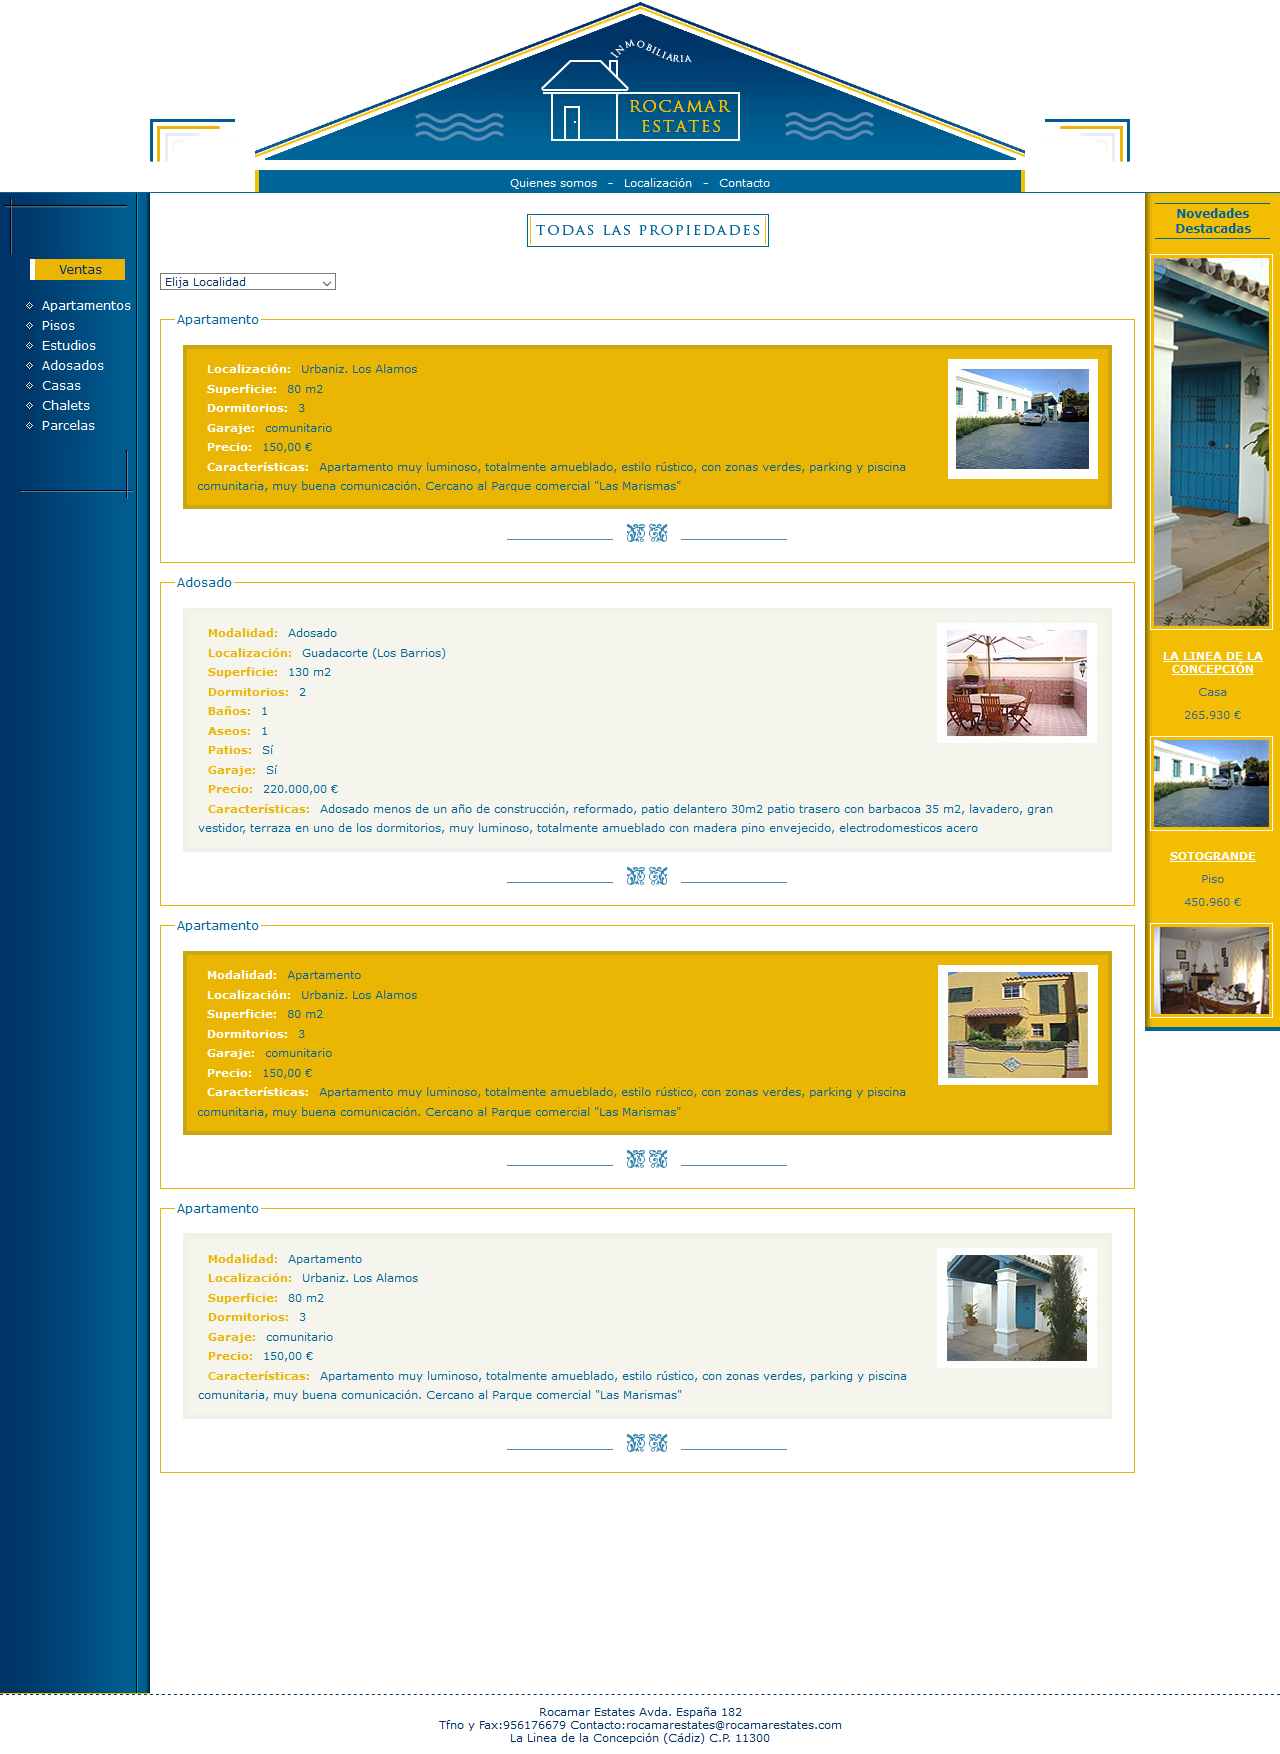 INMOBILIARIA
ROCAMAR
ESTATES
Quienes somos - Localización - Contacto
Ventas
Apartamentos
Pisos
Estudios
Adosados
Casas
Chalets
Parcelas
TODAS LAS PROPIEDADES
Elija Localidad
Apartamento
Localización: Urbaniz. Los Alamos
Superficie: 80 m2
Dormitorios: 3
Garaje: comunitario
Precio: 150,00 €
Características: Apartamento muy luminoso, totalmente amueblado, estilo rústico, con zonas verdes, parking y piscina
comunitaria, muy buena comunicación. Cercano al Parque comercial "Las Marismas"
Adosado
Modalidad: Adosado
Localización: Guadacorte (Los Barrios)
Superficie: 130 m2
Dormitorios: 2
Baños: 1
Aseos: 1
Patios: Sí
Garaje: Sí
Precio: 220.000,00 €
Características: Adosado menos de un año de construcción, reformado, patio delantero 30m2 patio trasero con barbacoa 35 m2, lavadero, gran
vestidor, terraza en uno de los dormitorios, muy luminoso, totalmente amueblado con madera pino envejecido, electrodomesticos acero
Apartamento
Modalidad: Apartamento
Localización: Urbaniz. Los Alamos
Superficie: 80 m2
Dormitorios: 3
Garaje: comunitario
Precio: 150,00 €
Características: Apartamento muy luminoso, totalmente amueblado, estilo rústico, con zonas verdes, parking y piscina
comunitaria, muy buena comunicación. Cercano al Parque comercial "Las Marismas"
Apartamento
Modalidad: Apartamento
Localización: Urbaniz. Los Alamos
Superficie: 80 m2
Dormitorios: 3
Garaje: comunitario
Precio: 150,00 €
Características: Apartamento muy luminoso, totalmente amueblado, estilo rústico, con zonas verdes, parking y piscina
comunitaria, muy buena comunicación. Cercano al Parque comercial "Las Marismas"
Novedades
Destacadas
LA LINEA DE LA
CONCEPCIÓN
Casa
265.930 €
SOTOGRANDE
Piso
450.960 €
Rocamar Estates Avda. España 182
Tfno y Fax:956176679 Contacto:rocamarestates@rocamarestates.com
La Linea de la Concepción (Cádiz) C.P. 11300